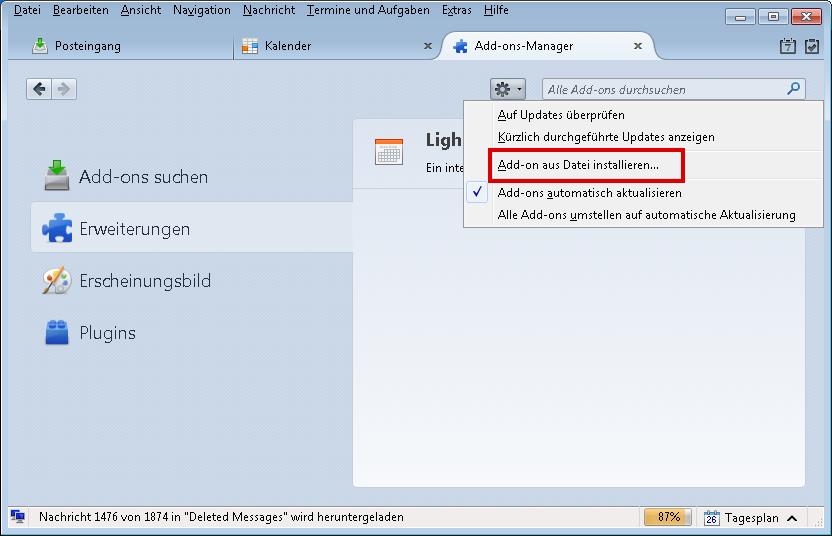 Datei Bearbeiten Ansicht Navigation Nachricht Termine und Aufgaben Extras Hilfe
Posteingang Kalender Add-ons-Manager 7
Alle Add-ons durchsuchen
Auf Updates überprüfen
Kürzlich durchgeführte Updates anzeigen
Add-on aus Datei installieren...
Add-ons automatisch aktualisieren
Alle Add-ons umstellen auf automatische Aktualisierung
Ligh
Ein inte
Add-ons suchen
Erweiterungen
Erscheinungsbild
Plugins
Nachricht 1476 von 1874 in "Deleted Messages" wird heruntergeladen 87% 26 Tagesplan